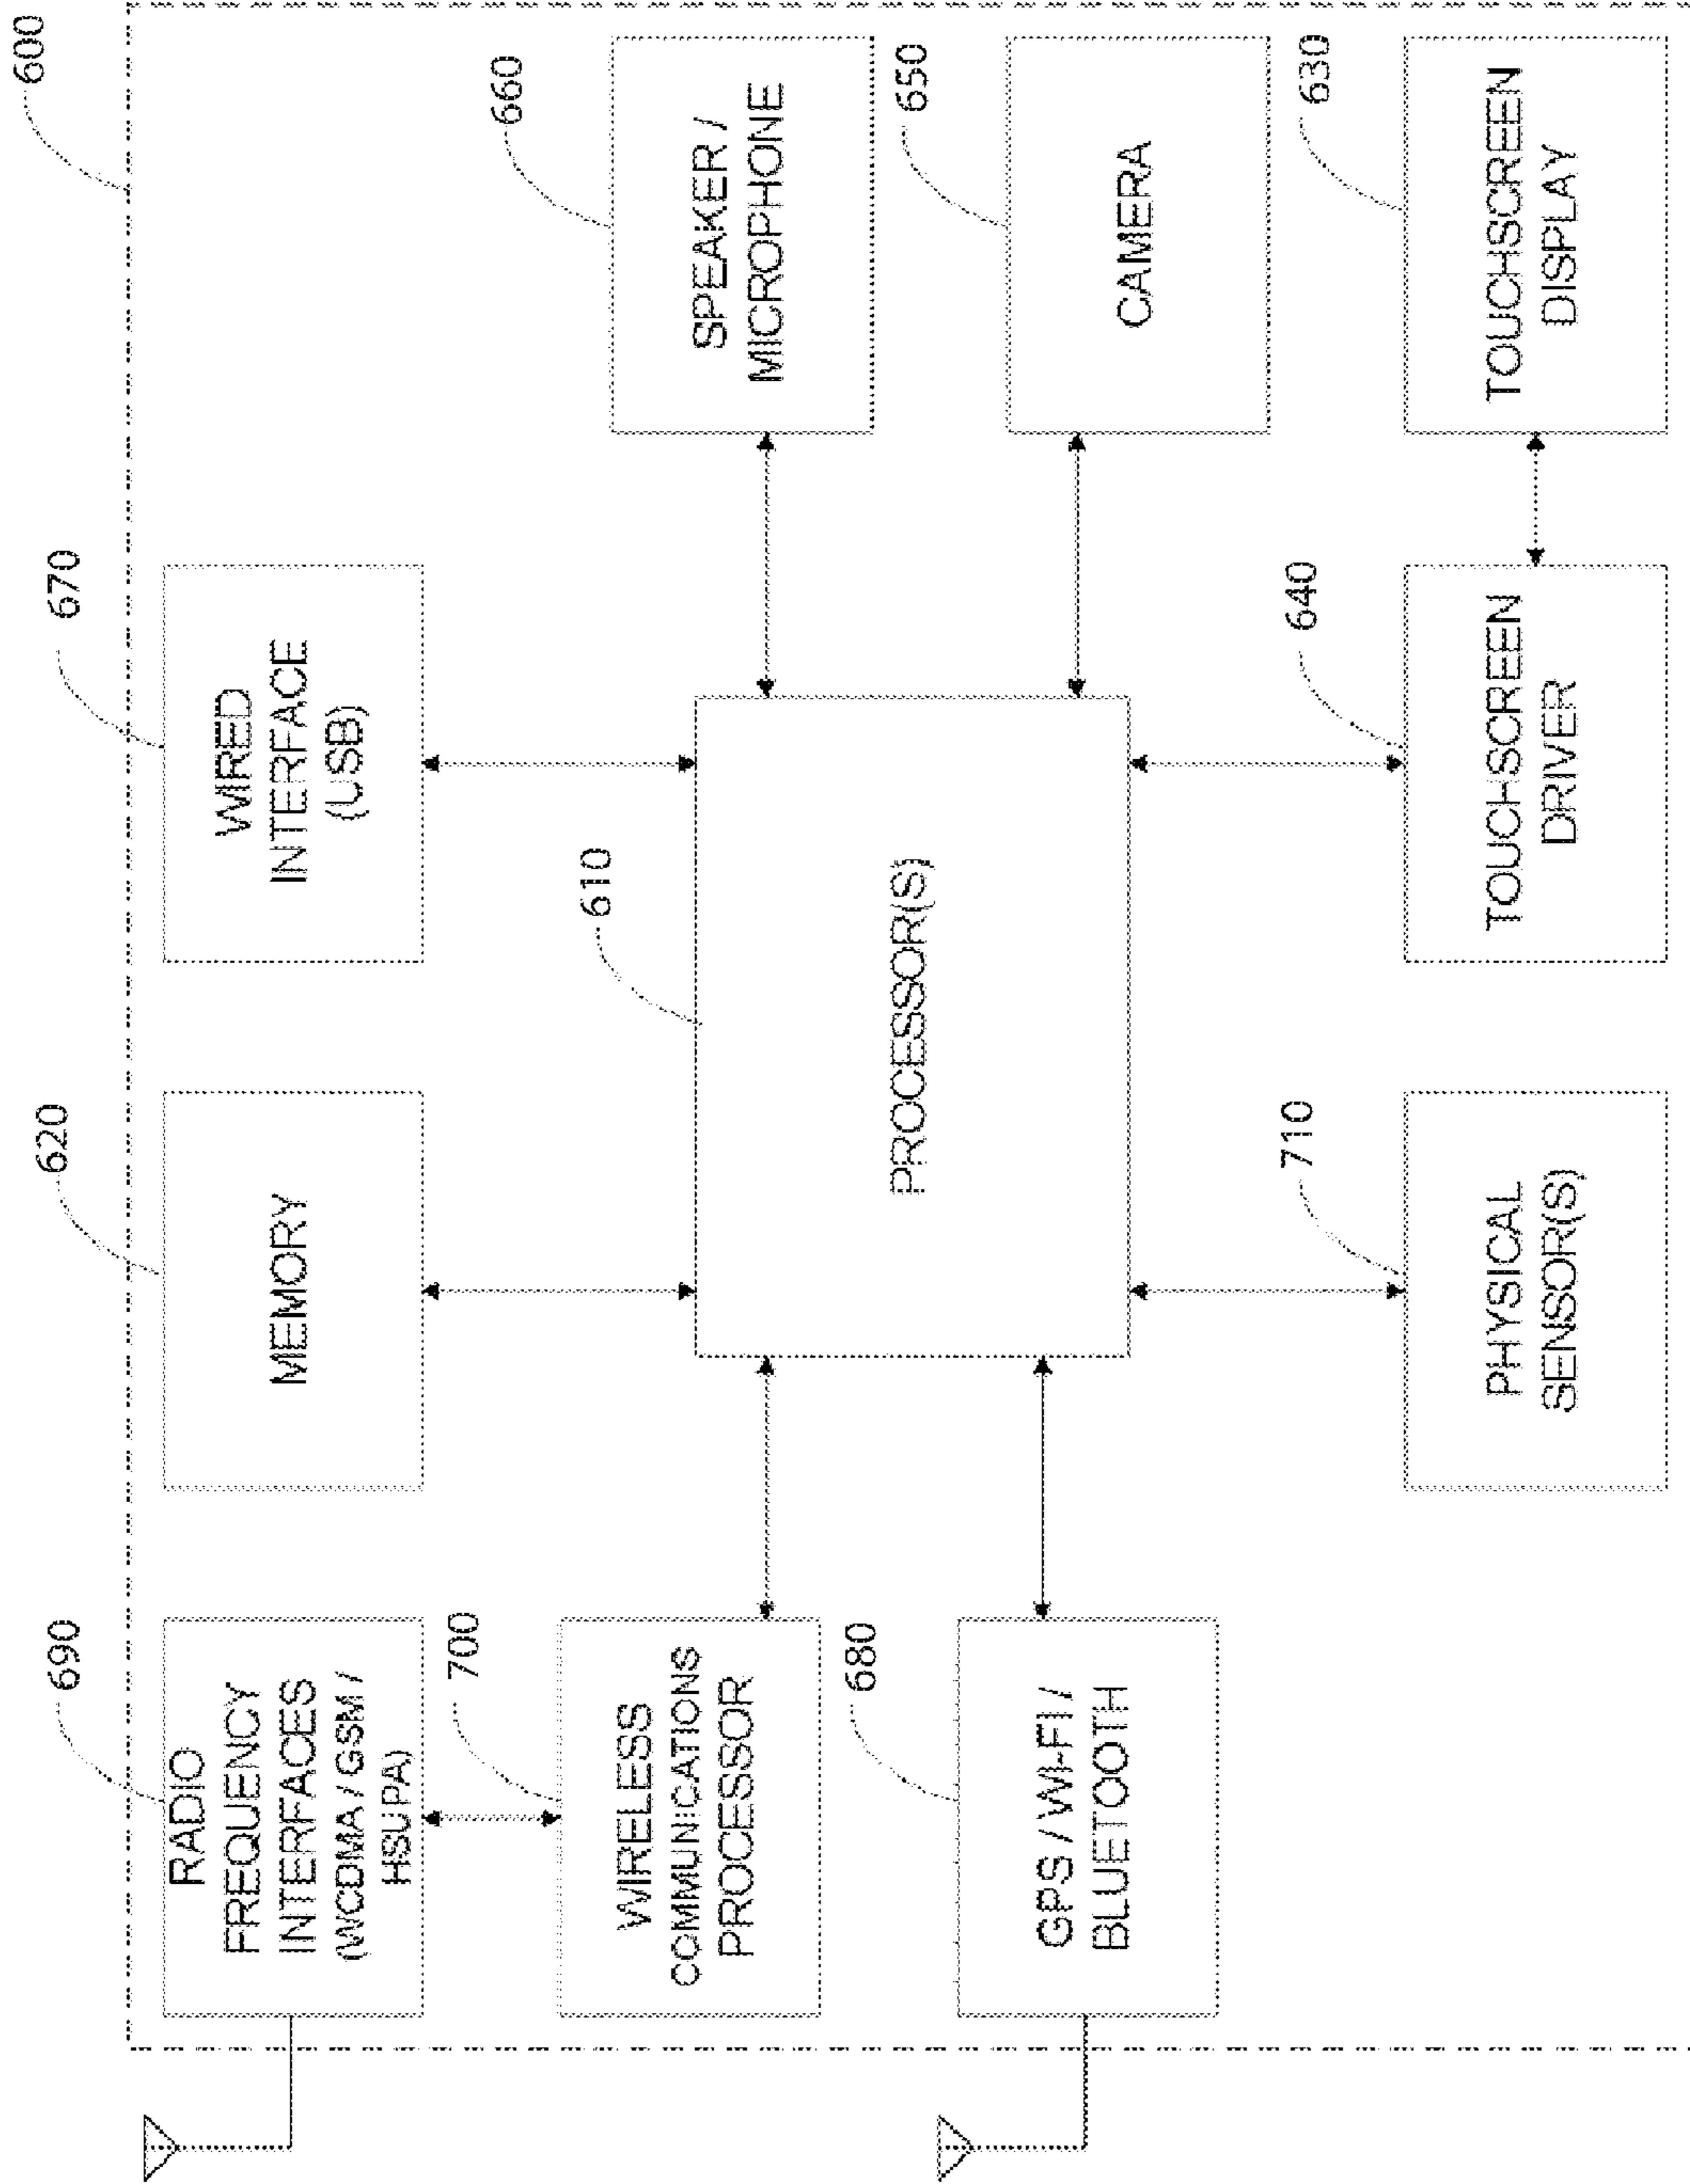 600
690
RADIO
FREQUENCY
INTERFACES
(WCDMA / GSM /
HSUPA)
620
MEMORY
670
WIRED
INTERFACE
(USB)
700
WIRELESS
COMMUNICATIONS
PROCESSOR
610
PROCESSOR(S)
660
SPEAKER /
MICROPHONE
680
GPS / WI-FI /
BLUETOOTH
650
CAMERA
710
PHYSICAL
SENSOR(S)
640
TOUCHSCREEN
DRIVER
630
TOUCHSCREEN
DISPLAY